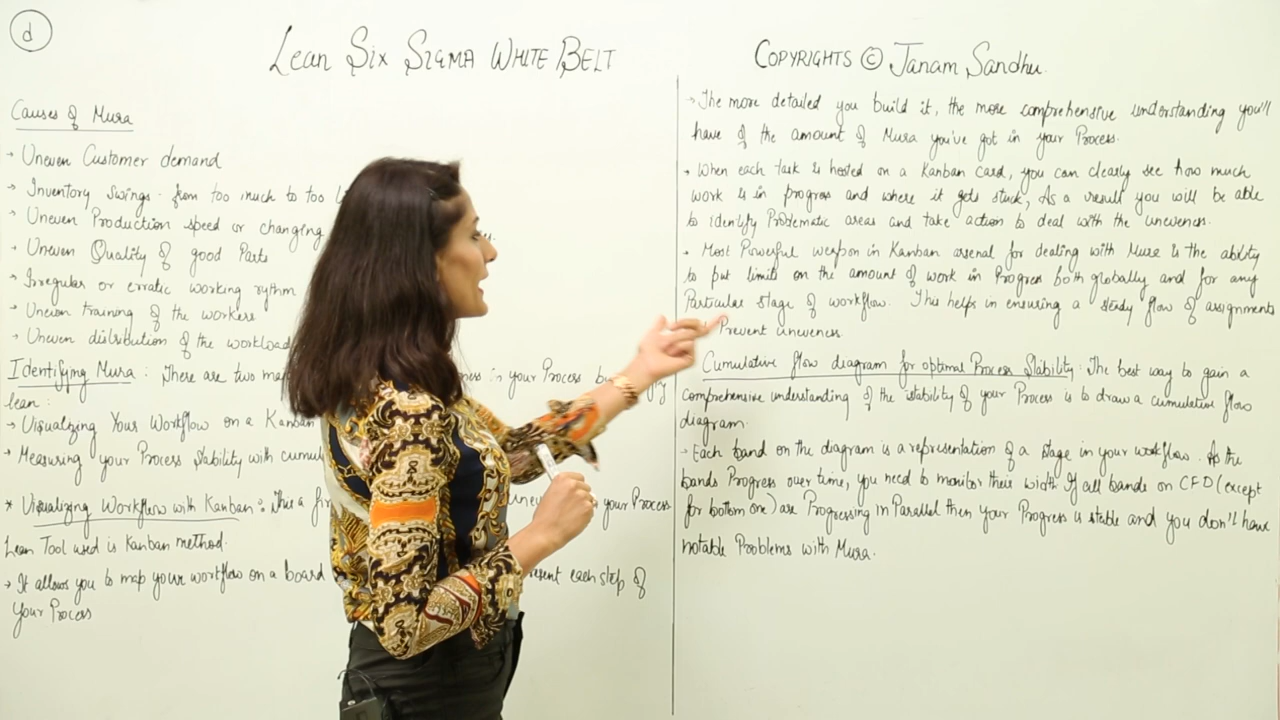 d
Lean Six Sigma White Belt
Copyrights © Janam Sandhu.
Causes of Mura
→ Uneven Customer demand
→ Inventory Swings - from too much to too
→ Uneven Production speed or changing
→ Uneven Quality of good Parts
→ Irregular or erratic working rythm
→ Uneven training of the workers
→ Uneven distribution of the workload
Identifying Mura : There are two in your Process by
lean :
→ Visualizing Your Workflow on a Kanban
→ Measuring your Process Stability with
* Visualizing Workflow with Kanban : your Process
Lean Tool used is Kanban method.
→ It allows you to map your workflow on a board each step of
Your Process
→ The more detailed you build it, the more comprehensive understanding you'll
have of the amount of Mura you've got in your Process.
→ When each task is hosted on a Kanban card, you can clearly see how much
work is in progress and where it gets stuck, As a result you will be able
to identify Problematic areas and take action to deal with the uneveness.
→ Most Powerful weapon in Kanban arsenal for dealing with Mura is the ability
to put limits on the amount of work in Progress both globally and for any
Particular stage of workflow. This helps in ensuring a steady flow of assignments
Prevent uneveness.
Cumulative flow diagram for optimal Process Stability : The best way to gain a
comprehensive understanding of the stability of your Process is to draw a cumulative flow
diagram.
→ Each band on the diagram is a representation of a stage in your workflow. As the
bands Progress over time, you need to monitor their width If all bands on CFD (except
for bottom one) are Progressing in Parallel then your Progress is stable and you don't have
notable Problems with Mura.